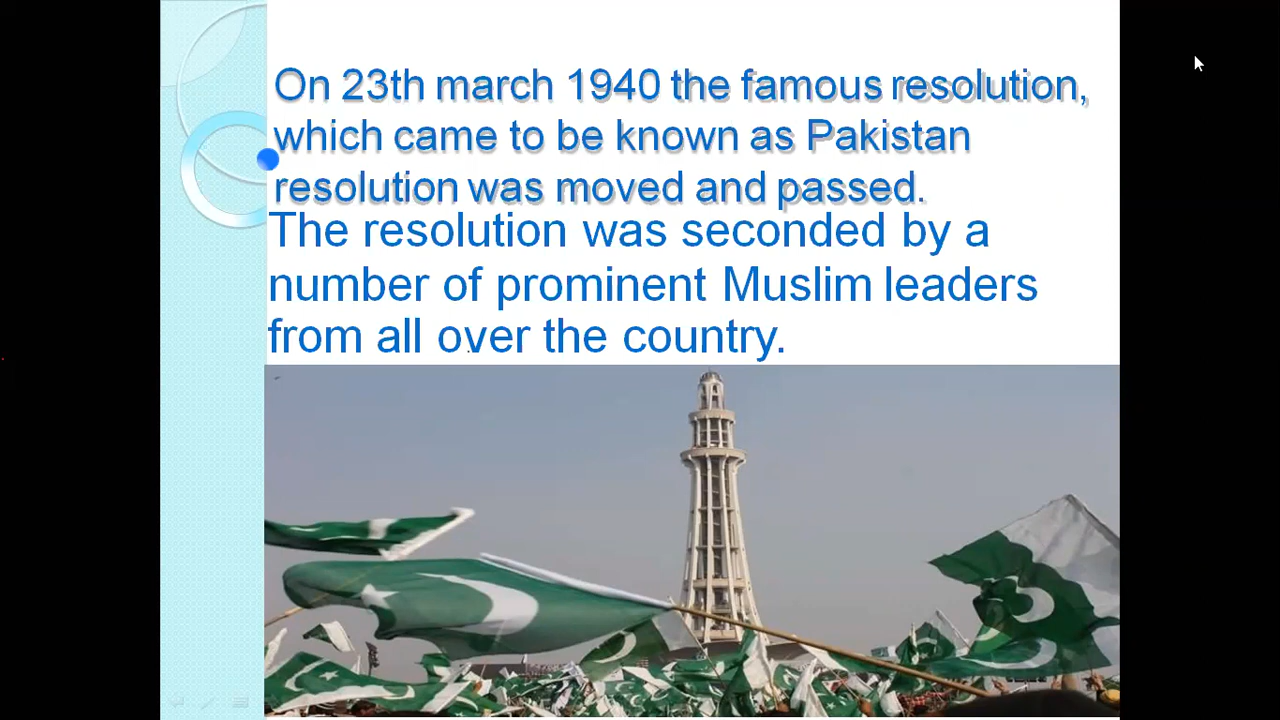 On 23th march 1940 the famous resolution,
which came to be known as Pakistan
resolution was moved and passed.
The resolution was seconded by a
number of prominent Muslim leaders
from all over the country.